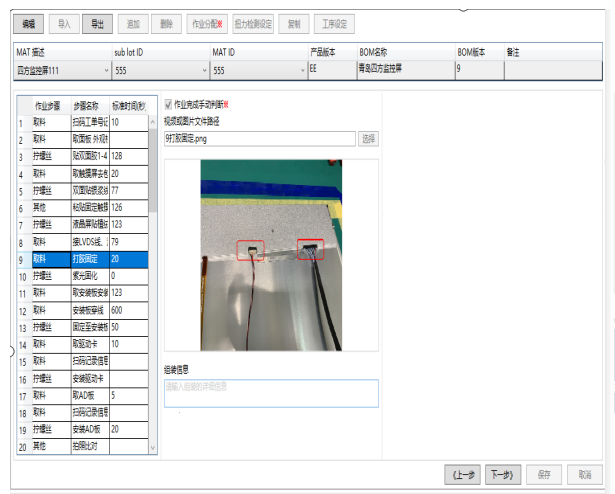 编辑 导入 导出 添加 删除 作业分配※ 扭力检测设定 复制 工序设定
MAT 描述 sub lot ID MAT ID 产品版本 BOM名称 BOM版本 备注
四方监控屏111 555 555 EE 青岛四方监控屏 9
作业步骤 步骤名称 标准时间(秒)
1 取料 扫码工单号记 10
2 取料 取面板 外观
3 拧螺丝 贴双面胶1-4 128
4 取料 取触摸屏去包 20
5 拧螺丝 双面贴银浆 77
6 其他 粘贴固定触摸 126
7 拧螺丝 液晶屏贴 123
8 取料 接LVDS线、 79
9 取料 打胶固定 20
10 拧螺丝 紫光固化 0
11 取料 取安装板安装 123
12 取料 安装板穿线 600
13 拧螺丝 固定至安装板 50
14 取料 取驱动卡 10
15 取料 扫码记录信息
16 拧螺丝 安装驱动卡
17 取料 取AD板 5
18 取料 扫码记录信息
19 拧螺丝 安装AD板 20
20 其他 拍照比对
作业完成手动判断※
视频或图片文件路径
9打胶固定.png 选择
组装信息
请输入组装的详细信息
《上一步 下一步》 保存 取消